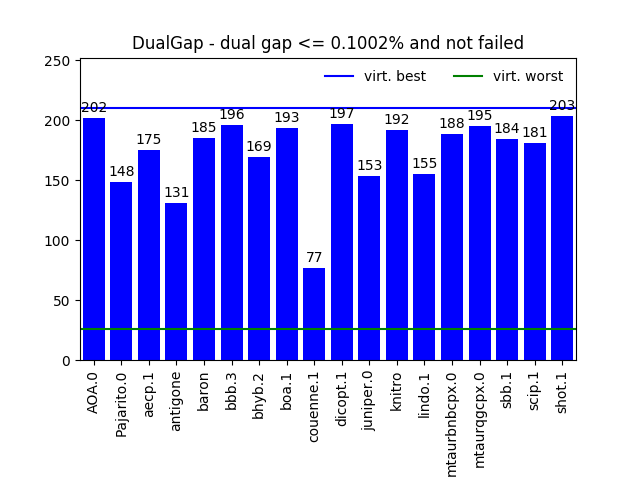 DualGap - dual gap <= 0.1002% and not failed
250
200
150
100
50
0
virt. best
virt. worst
202
148
175
131
185
196
169
193
77
197
153
192
155
188
195
184
181
203
AOA.0
Pajarito.0
aecp.1
antigone
baron
bbb.3
bhyb.2
boa.1
couenne.1
dicopt.1
juniper.0
knitro
lindo.1
mtaurbnbcpx.0
mtaurqgcpx.0
sbb.1
scip.1
shot.1